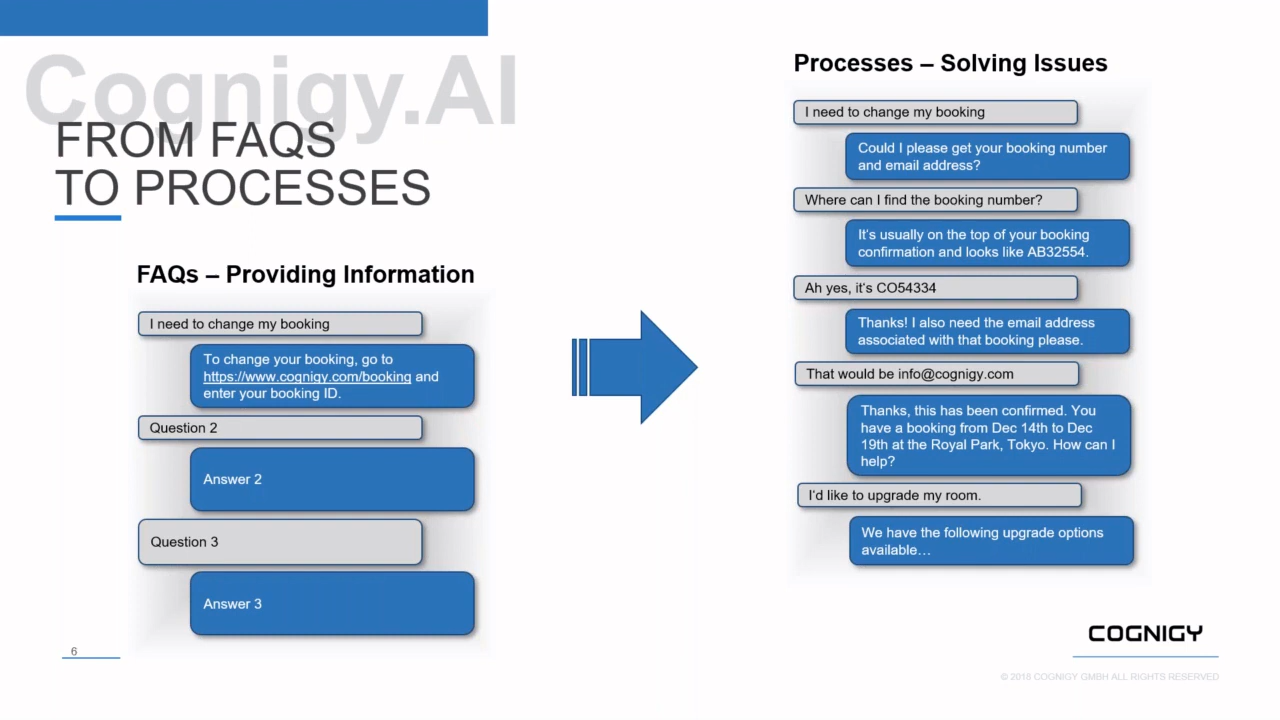 Cognigy.AI
FROM FAQS
TO PROCESSES
FAQs – Providing Information
I need to change my booking
To change your booking, go to
https://www.cognigy.com/booking and
enter your booking ID.
Question 2
Answer 2
Question 3
Answer 3
6
Processes – Solving Issues
I need to change my booking
Could I please get your booking number
and email address?
Where can I find the booking number?
It's usually on the top of your booking
confirmation and looks like AB32554.
Ah yes, it's CO54334
Thanks! I also need the email address
associated with that booking please.
That would be info@cognigy.com
Thanks, this has been confirmed. You
have a booking from Dec 14th to Dec
19th at the Royal Park, Tokyo. How can I
help?
I'd like to upgrade my room.
We have the following upgrade options
available…
COGNIGY
© 2018 COGNIGY GMBH ALL RIGHTS RESERVED